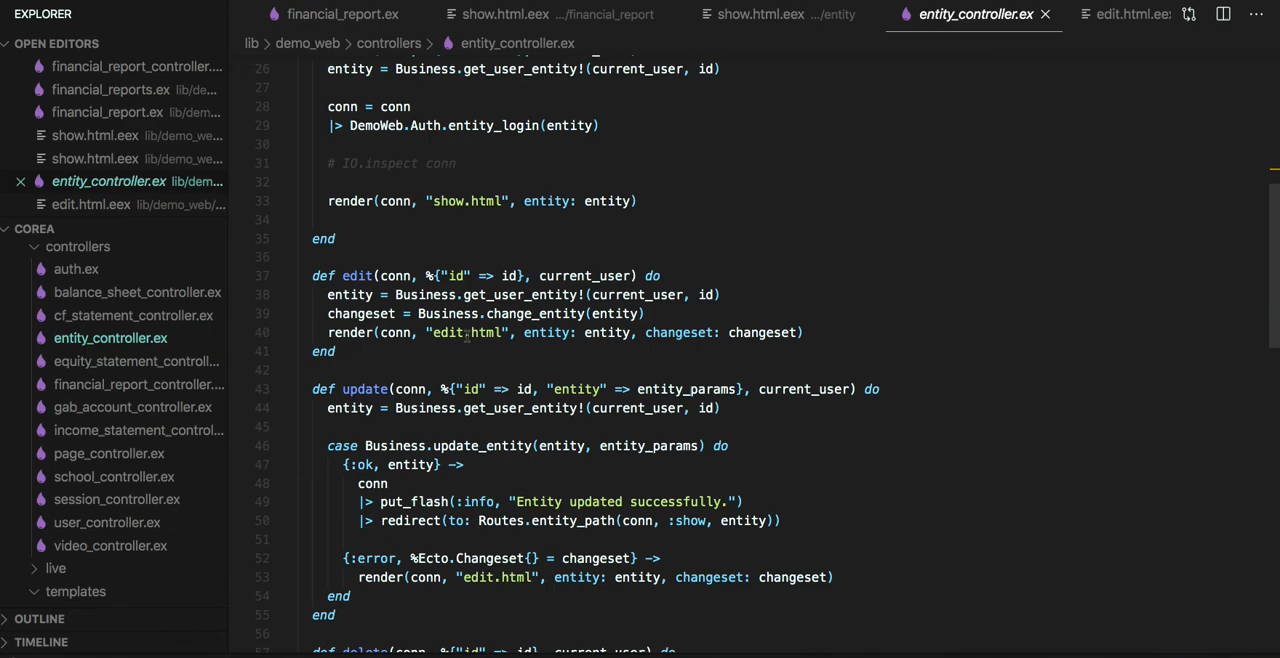 EXPLORER
financial_report.ex
show.html.eex .../financial_report
show.html.eex .../entity
entity_controller.ex
edit.html.ee
OPEN EDITORS
financial_report_controller....
financial_reports.ex lib/de...
financial_report.ex lib/dem...
show.html.eex lib/demo_we...
show.html.eex lib/demo_we...
entity_controller.ex lib/dem...
edit.html.eex lib/demo_web/...
COREA
controllers
auth.ex
balance_sheet_controller.ex
cf_statement_controller.ex
entity_controller.ex
equity_statement_controll...
financial_report_controller....
gab_account_controller.ex
income_statement_control...
page_controller.ex
school_controller.ex
session_controller.ex
user_controller.ex
video_controller.ex
live
templates
OUTLINE
TIMELINE
lib > demo_web > controllers > entity_controller.ex
26 entity = Business.get_user_entity!(current_user, id)
27
28 conn = conn
29 |> DemoWeb.Auth.entity_login(entity)
30
31 # IO.inspect conn
32
33 render(conn, "show.html", entity: entity)
34
35 end
36
37 def edit(conn, %{"id" => id}, current_user) do
38 entity = Business.get_user_entity!(current_user, id)
39 changeset = Business.change_entity(entity)
40 render(conn, "edit.html", entity: entity, changeset: changeset)
41 end
42
43 def update(conn, %{"id" => id, "entity" => entity_params}, current_user) do
44 entity = Business.get_user_entity!(current_user, id)
45
46 case Business.update_entity(entity, entity_params) do
47 {:ok, entity} ->
48 conn
49 |> put_flash(:info, "Entity updated successfully.")
50 |> redirect(to: Routes.entity_path(conn, :show, entity))
51
52 {:error, %Ecto.Changeset{} = changeset} ->
53 render(conn, "edit.html", entity: entity, changeset: changeset)
54 end
55 end
56
57 def delete(conn, %{"id" => id}, current_user) do